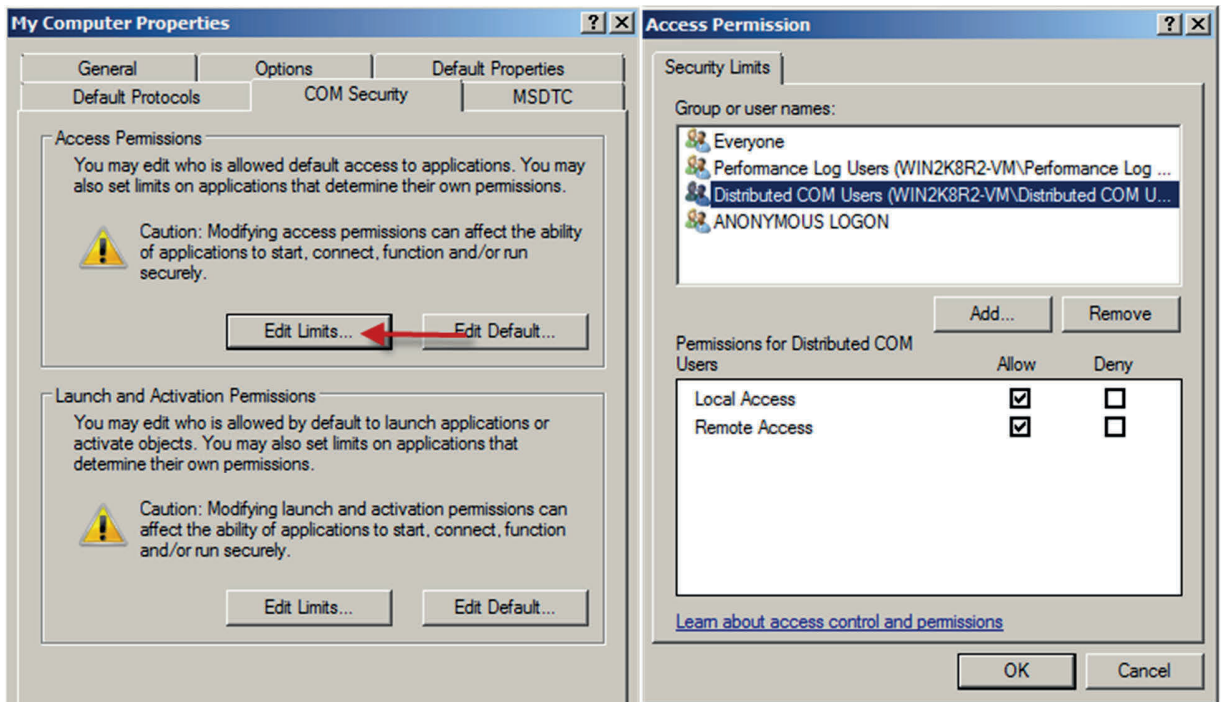 My Computer Properties
General
Options
Default Properties
Default Protocols
COM Security
MSDTC
Access Permissions
You may edit who is allowed default access to applications. You may
also set limits on applications that determine their own permissions.
Caution: Modifying access permissions can affect the ability
of applications to start, connect, function and/or run
securely.
Edit Limits...
Edit Default...
Launch and Activation Permissions
You may edit who is allowed by default to launch applications or
activate objects. You may also set limits on applications that
determine their own permissions.
Caution: Modifying launch and activation permissions can
affect the ability of applications to start, connect, function
and/or run securely.
Edit Limits...
Edit Default...
Access Permission
Security Limits
Group or user names:
Everyone
Performance Log Users (WIN2K8R2-VM\Performance Log ...
Distributed COM Users (WIN2K8R2-VM\Distributed COM U...
ANONYMOUS LOGON
Add...
Remove
Permissions for Distributed COM
Users
Allow
Deny
Local Access
Remote Access
Learn about access control and permissions
OK
Cancel